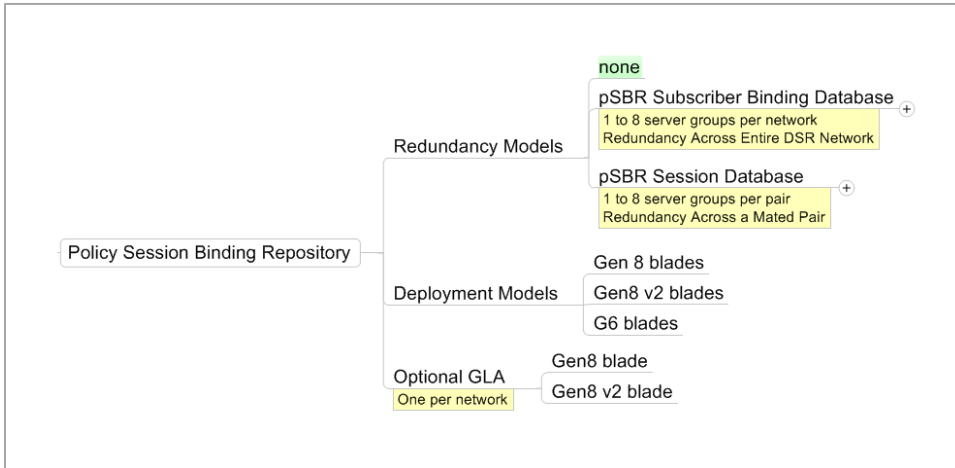 Policy Session Binding Repository
Redundancy Models
none
pSBR Subscriber Binding Database
1 to 8 server groups per network
Redundancy Across Entire DSR Network
pSBR Session Database
1 to 8 server groups per pair
Redundancy Across a Mated Pair
Deployment Models
Gen 8 blades
Gen8 v2 blades
G6 blades
Optional GLA
One per network
Gen8 blade
Gen8 v2 blade